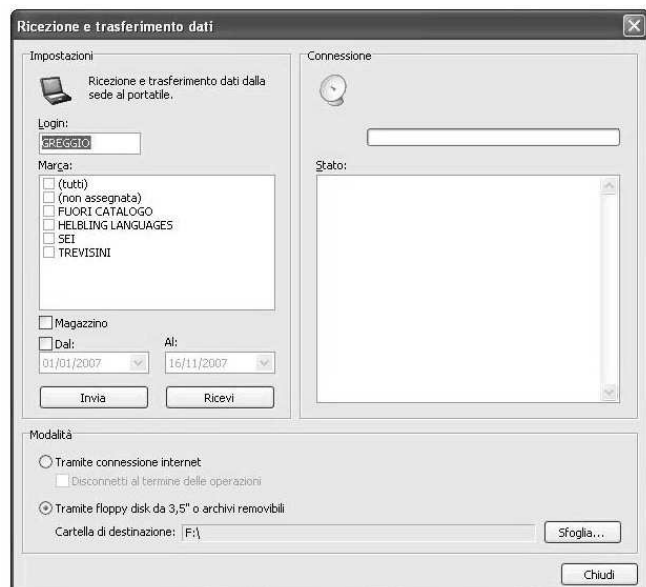 Ricezione e trasferimento dati
Impostazioni
Ricezione e trasferimento dati dalla
sede al portatile.
Login:
GREGGIO
Marca:
(tutti)
(non assegnata)
FUORI CATALOGO
HELBLING LANGUAGES
SEI
TREVISINI
Magazzino
Dal:
Al:
01/01/2007
16/11/2007
Invia
Ricevi
Connessione
Stato:
Modalità
Tramite connessione internet
Disconnetti al termine delle operazioni
Tramite floppy disk da 3,5" o archivi removibili
Cartella di destinazione: F:\
Sfoglia...
Chiudi